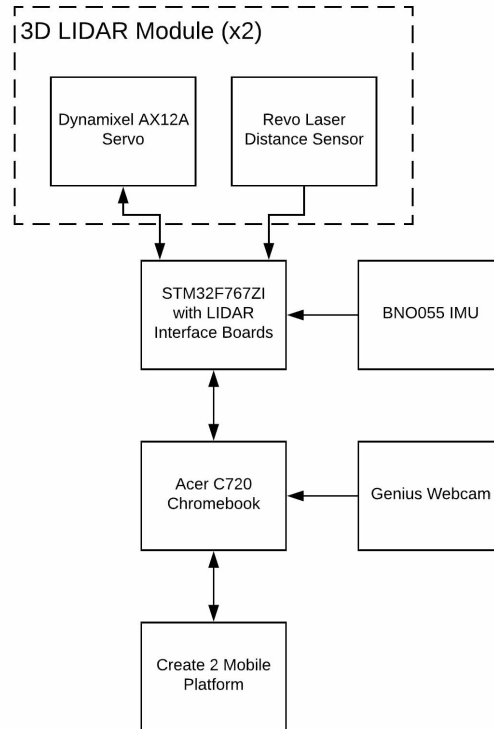 3D LIDAR Module (x2)
Dynamixel AX12A
Servo
Revo Laser
Distance Sensor
STM32F767ZI
with LIDAR
Interface Boards
BNO055 IMU
Acer C720
Chromebook
Genius Webcam
Create 2 Mobile
Platform